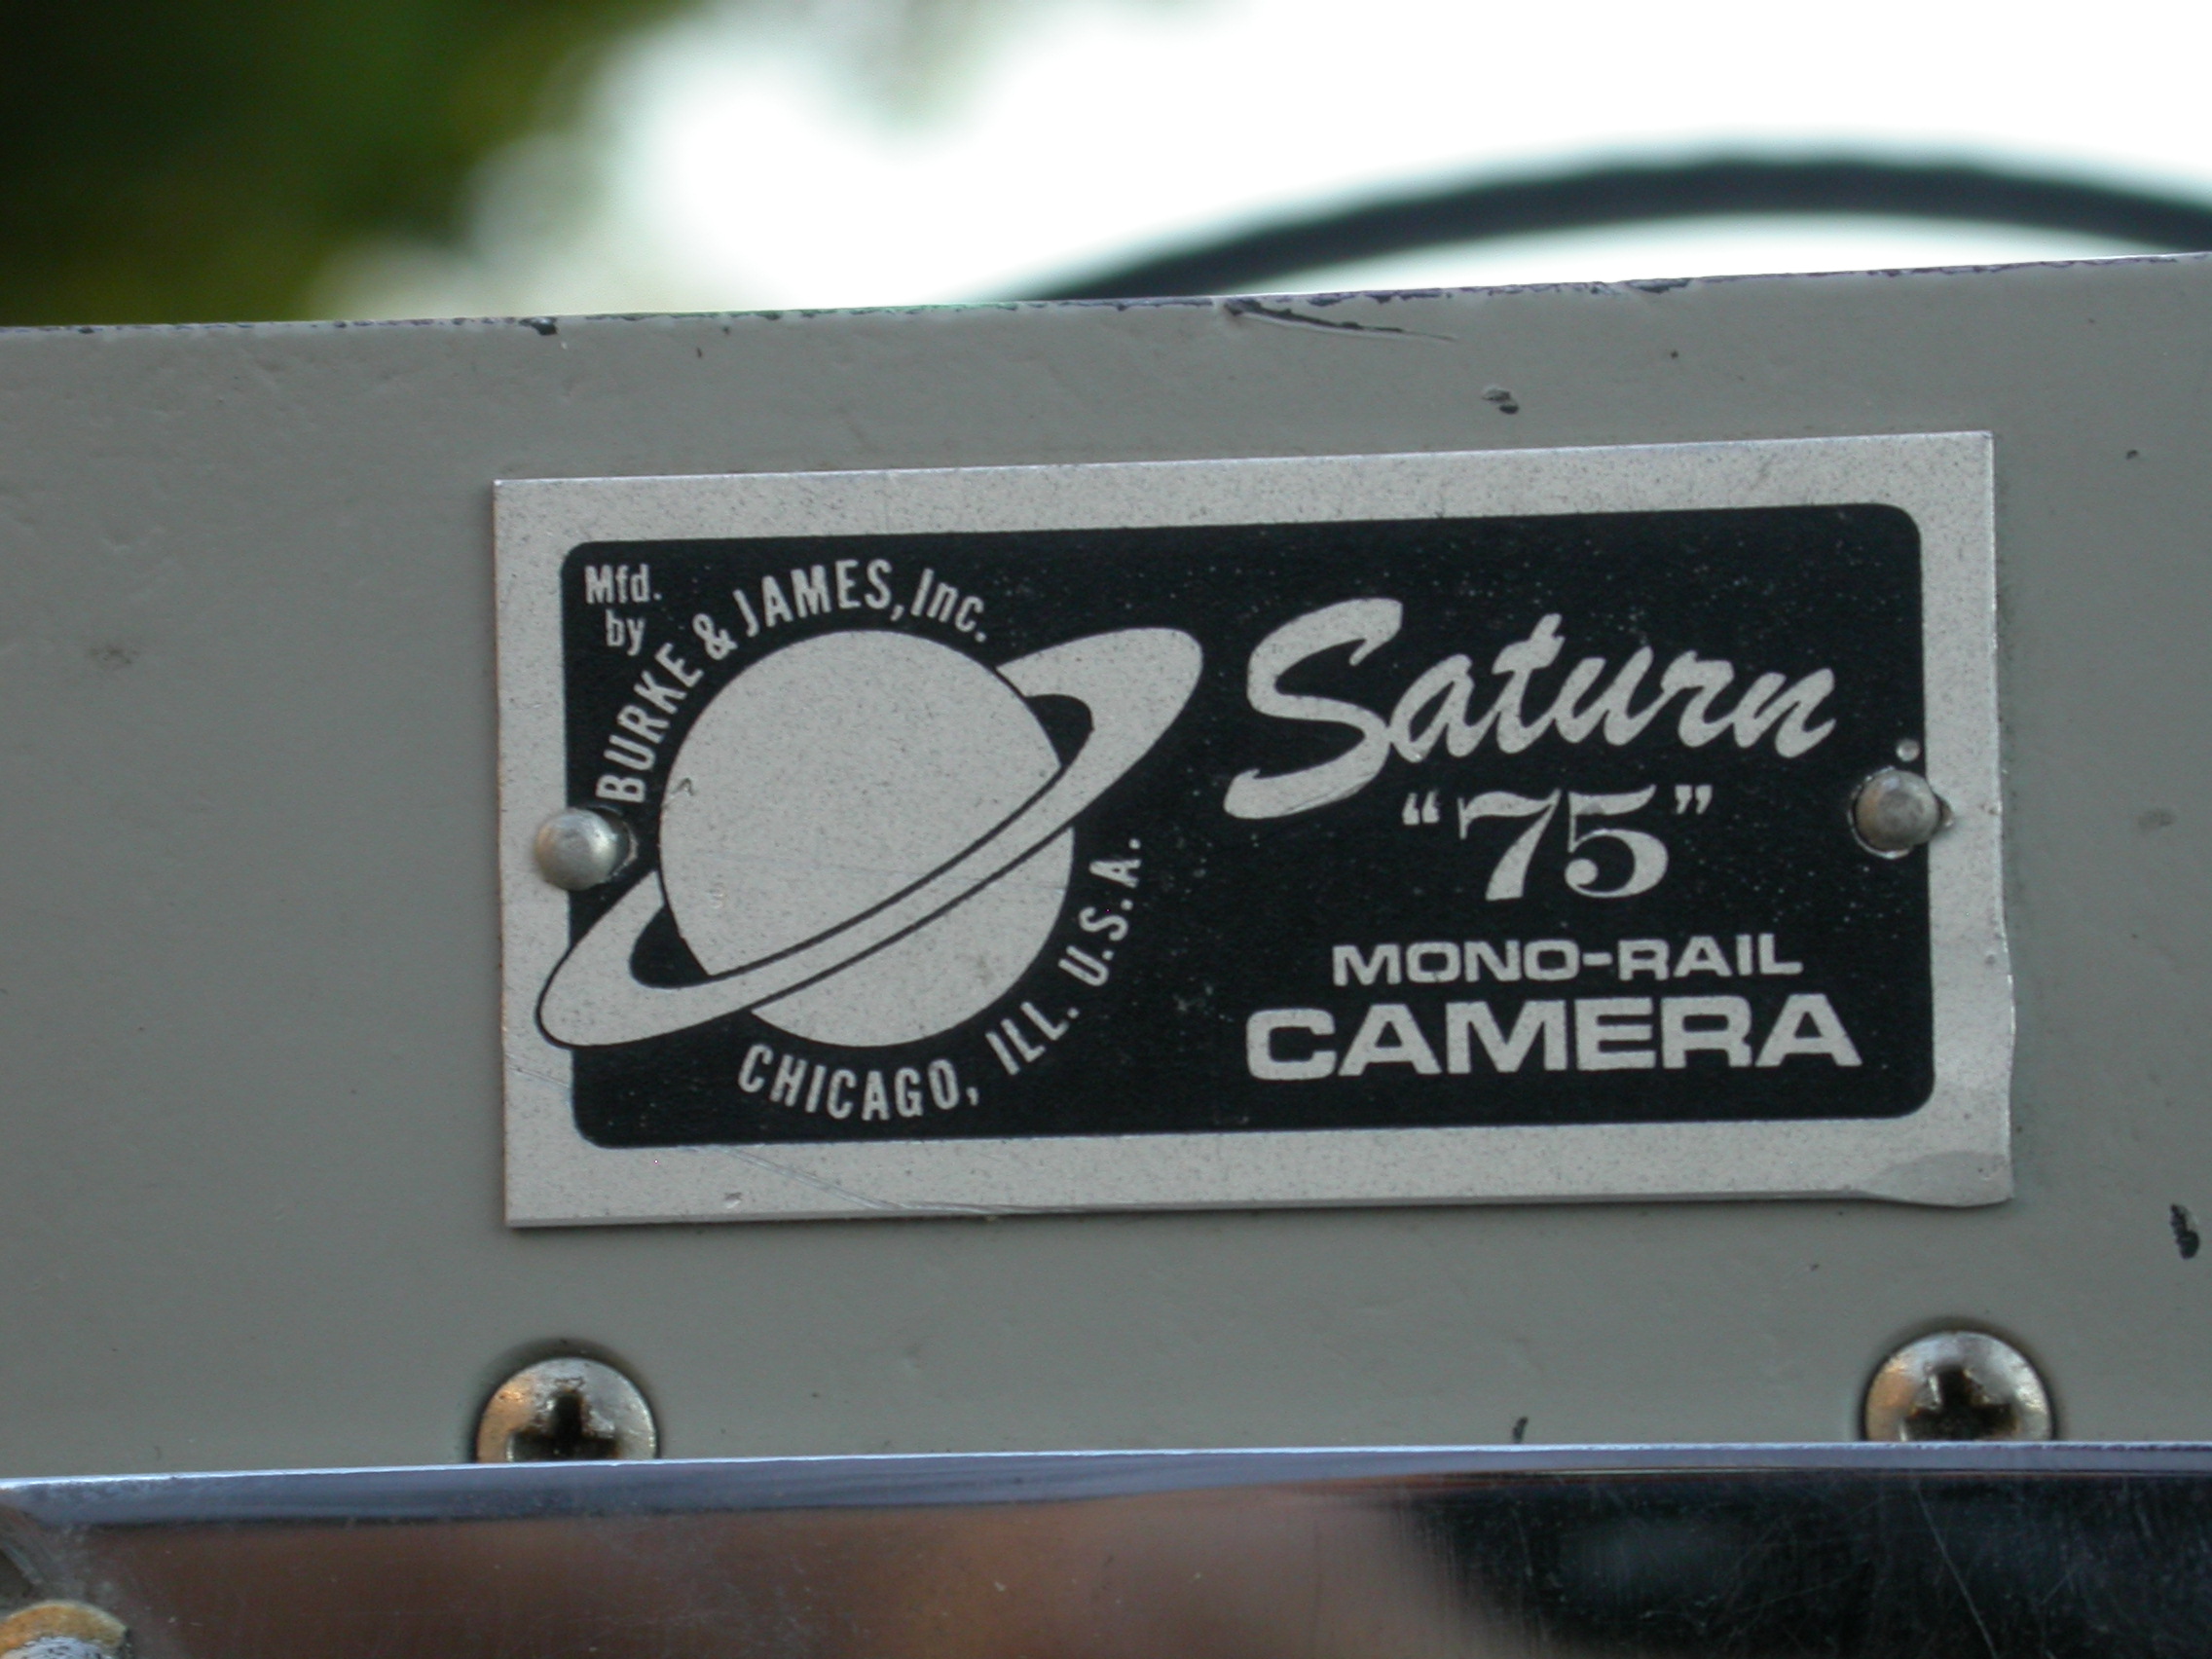 Mfd.
by
BURKE & JAMES, Inc.
CHICAGO, ILL. U.S.A.
Saturn
"75"
MONO-RAIL
CAMERA